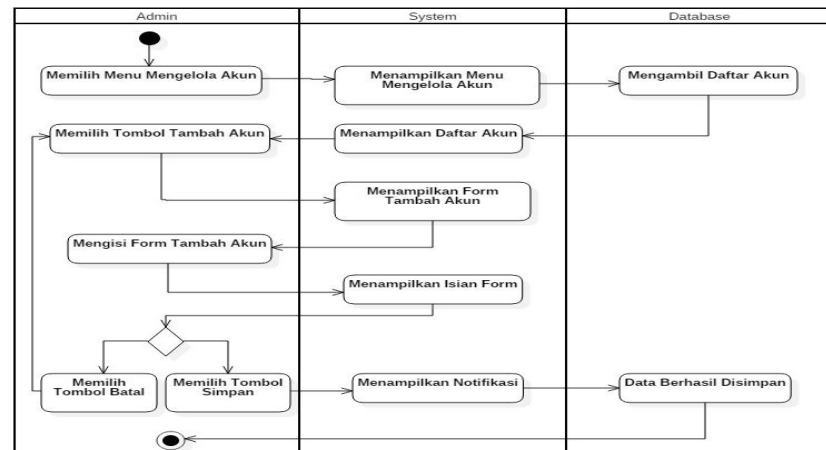 Admin
System
Database
Memilih Menu Mengelola Akun
Menampilkan Menu
Mengelola Akun
Mengambil Daftar Akun
Memilih Tombol Tambah Akun
Menampilkan Daftar Akun
Menampilkan Form
Tambah Akun
Mengisi Form Tambah Akun
Menampilkan Isian Form
Memilih
Tombol Batal
Memilih Tombol
Simpan
Menampilkan Notifikasi
Data Berhasil Disimpan